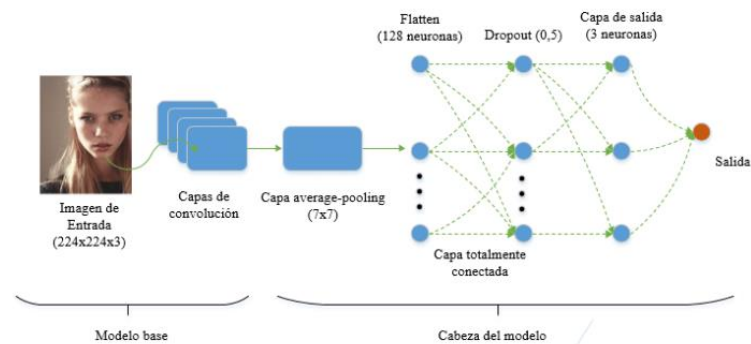 Flatten
(128 neuronas)
Dropout (0,5)
Capa de salida
(3 neuronas)
Salida
Imagen de
Entrada
(224x224x3)
Capas de
convolución
Capa average-pooling
(7x7)
Capa totalmente
conectada
Modelo base
Cabeza del modelo